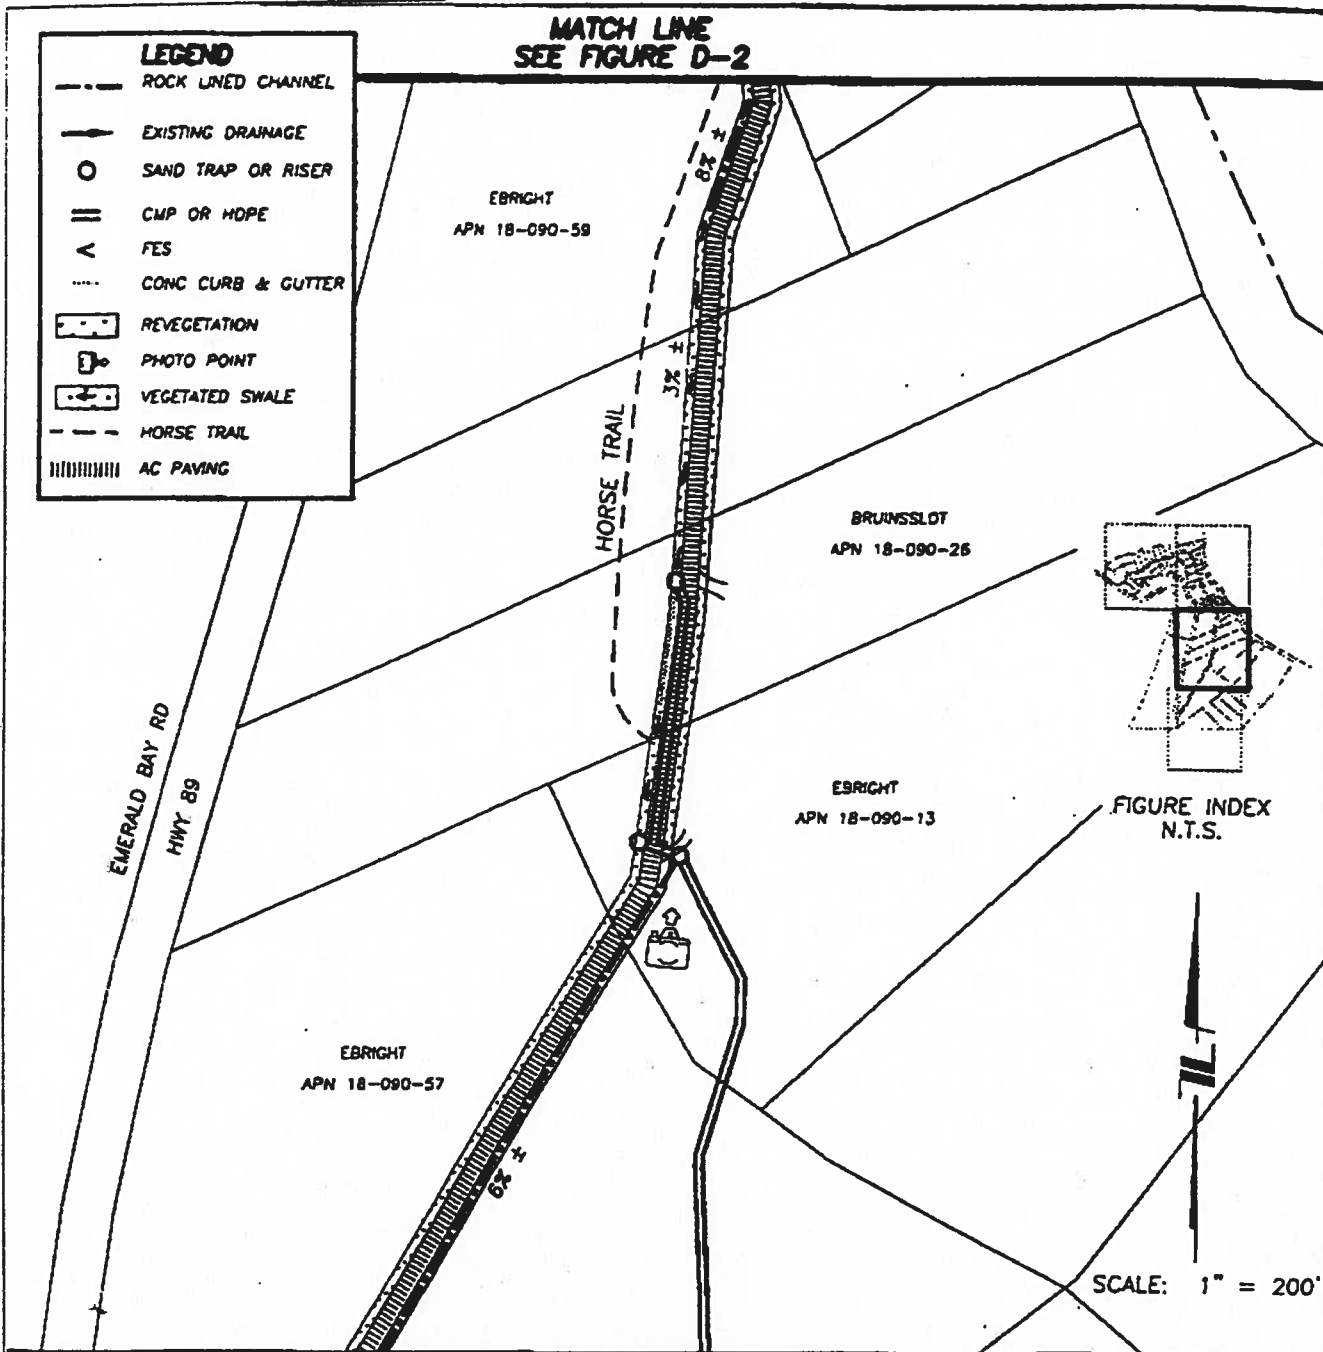 MATCH LINE
SEE FIGURE D-2
LEGEND
ROCK LINED CHANNEL
EXISTING DRAINAGE
SAND TRAP OR RISER
CMP OR HDPE
FES
CONC CURB & GUTTER
REVEGETATION
PHOTO POINT
VEGETATED SWALE
HORSE TRAIL
AC PAVING
8% ±
EBRIGHT
APN 18-090-59
3% ±
HORSE TRAIL
BRUINSSLOT
APN 18-090-26
EMERALD BAY RD
HWY 89
EBRIGHT
APN 18-090-13
FIGURE INDEX
N.T.S.
EBRIGHT
APN 18-090-57
6% ±
SCALE: 1" = 200'